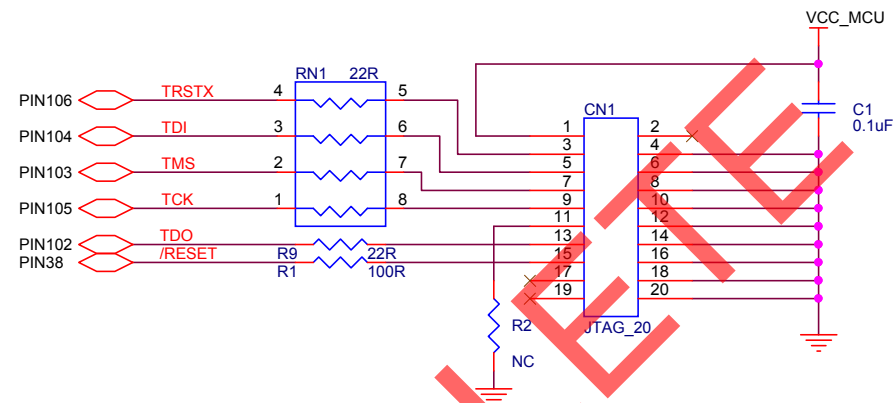 VCC_MCU
RN1 22R
PIN106 TRSTX 4 5
PIN104 TDI 3 6
PIN103 TMS 2 7
PIN105 TCK 1 8
PIN102 TDO
PIN38 /RESET
R9 22R
R1 100R
C1
0.1uF
CN1
1 2
3 4
5 6
7 8
9 10
11 12
13 14
15 16
17 18
19 20
JTAG_20
R2
NC
LETE